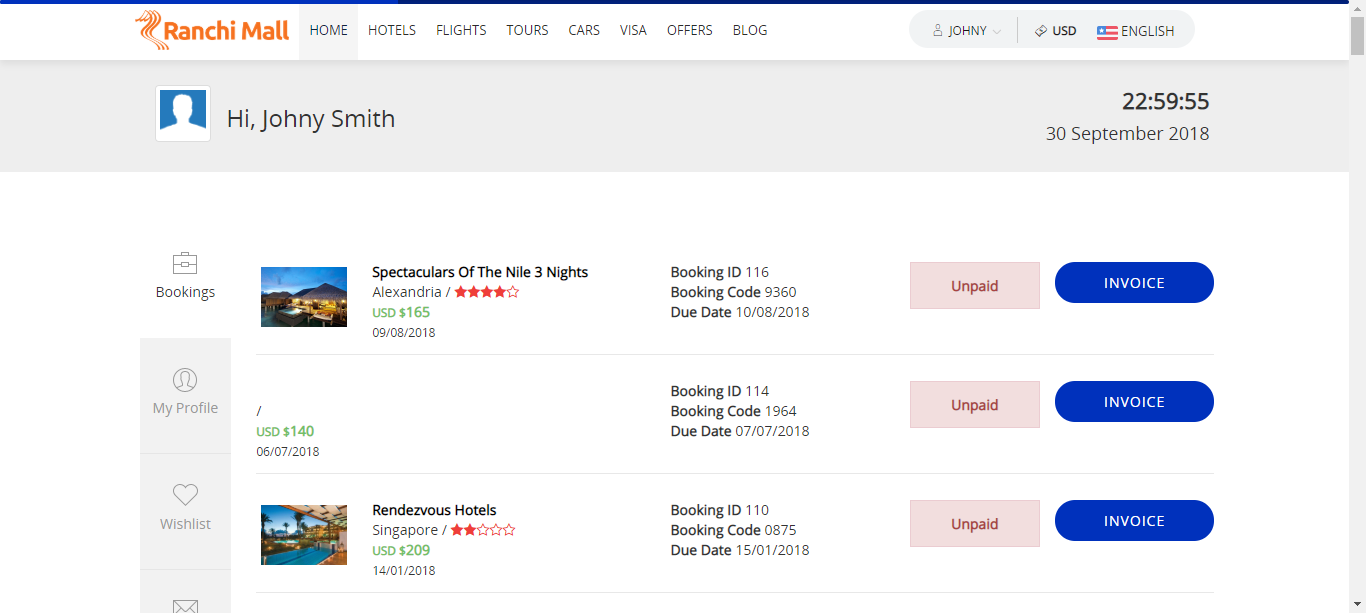 Ranchi Mall HOME HOTELS FLIGHTS TOURS CARS VISA OFFERS BLOG JOHNY USD ENGLISH
Hi, Johny Smith
22:59:55
30 September 2018
Bookings
My Profile
Wishlist
Spectaculars Of The Nile 3 Nights
Alexandria /
USD $165
09/08/2018
Booking ID 116
Booking Code 9360
Due Date 10/08/2018
Unpaid
INVOICE
/
USD $140
06/07/2018
Booking ID 114
Booking Code 1964
Due Date 07/07/2018
Unpaid
INVOICE
Rendezvous Hotels
Singapore /
USD $209
14/01/2018
Booking ID 110
Booking Code 0875
Due Date 15/01/2018
Unpaid
INVOICE